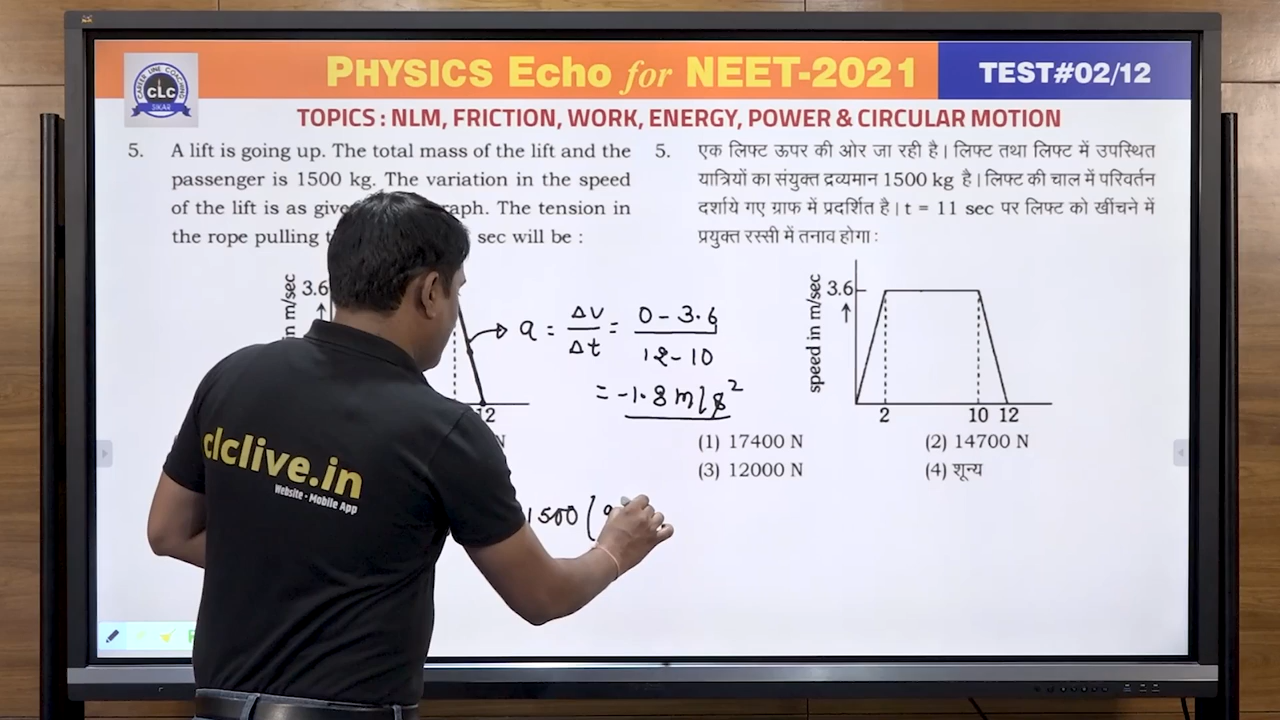 PHYSICS Echo for NEET-2021
TEST#02/12
CAREER LINE COACHING
CLC
SIKAR
TOPICS : NLM, FRICTION, WORK, ENERGY, POWER & CIRCULAR MOTION
5. A lift is going up. The total mass of the lift and the
passenger is 1500 kg. The variation in the speed
of the lift is as
raph. The tension in
the rope pulling
sec will be :
3.6
in m/sec
12
N
a = Δv/Δt = 0-3.6/12-10
= -1.8 m/s²
1500 (
5. एक लिफ्ट ऊपर की ओर जा रही है। लिफ्ट तथा लिफ्ट में उपस्थित
यात्रियों का संयुक्त द्रव्यमान 1500 kg है। लिफ्ट की चाल में परिवर्तन
दर्शाये गए ग्राफ में प्रदर्शित है। t = 11 sec पर लिफ्ट को खींचने में
प्रयुक्त रस्सी में तनाव होगा :
speed in m/sec
3.6
2 10 12
(1) 17400 N (2) 14700 N
(3) 12000 N (4) शून्य
clclive.in
Website - Mobile App